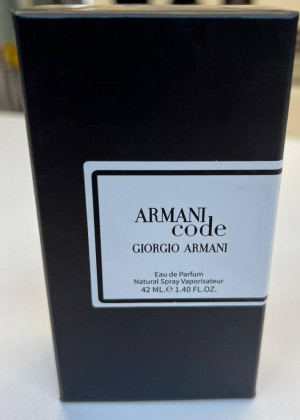 ARMANI
code
GIORGIO ARMANI
Eau de Parfum
Natural Spray Vaporisateur
42 ML.℮ 1.40 FL.OZ.